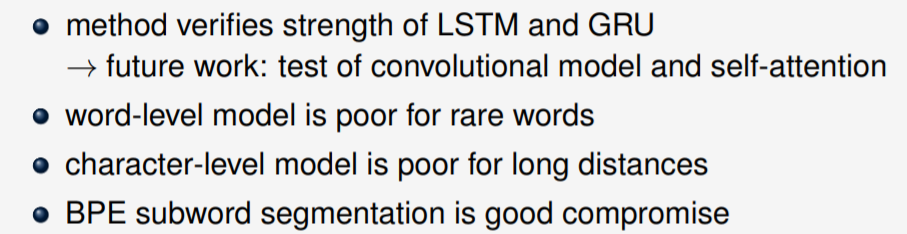 method verifies strength of LSTM and GRU
→ future work: test of convolutional model and self-attention
word-level model is poor for rare words
character-level model is poor for long distances
BPE subword segmentation is good compromise